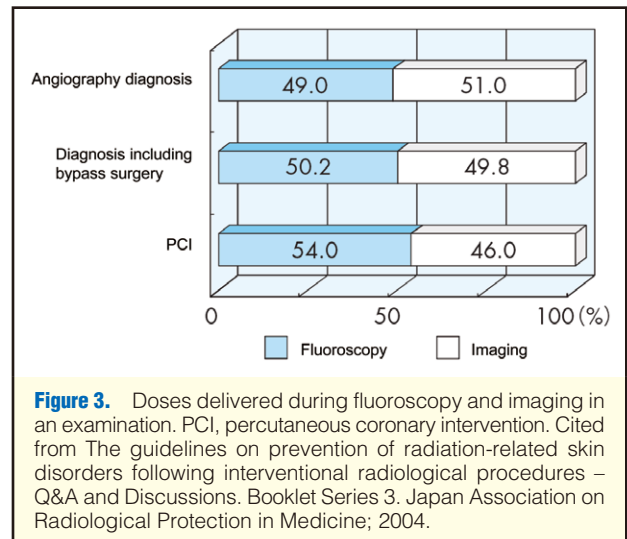 Angiography diagnosis
49.0 51.0
Diagnosis including
bypass surgery
50.2 49.8
PCI
54.0 46.0
0 50 100 (%)
Fluoroscopy Imaging
Figure 3. Doses delivered during fluoroscopy and imaging in
an examination. PCI, percutaneous coronary intervention. Cited
from The guidelines on prevention of radiation-related skin
disorders following interventional radiological procedures –
Q&A and Discussions. Booklet Series 3. Japan Association on
Radiological Protection in Medicine; 2004.